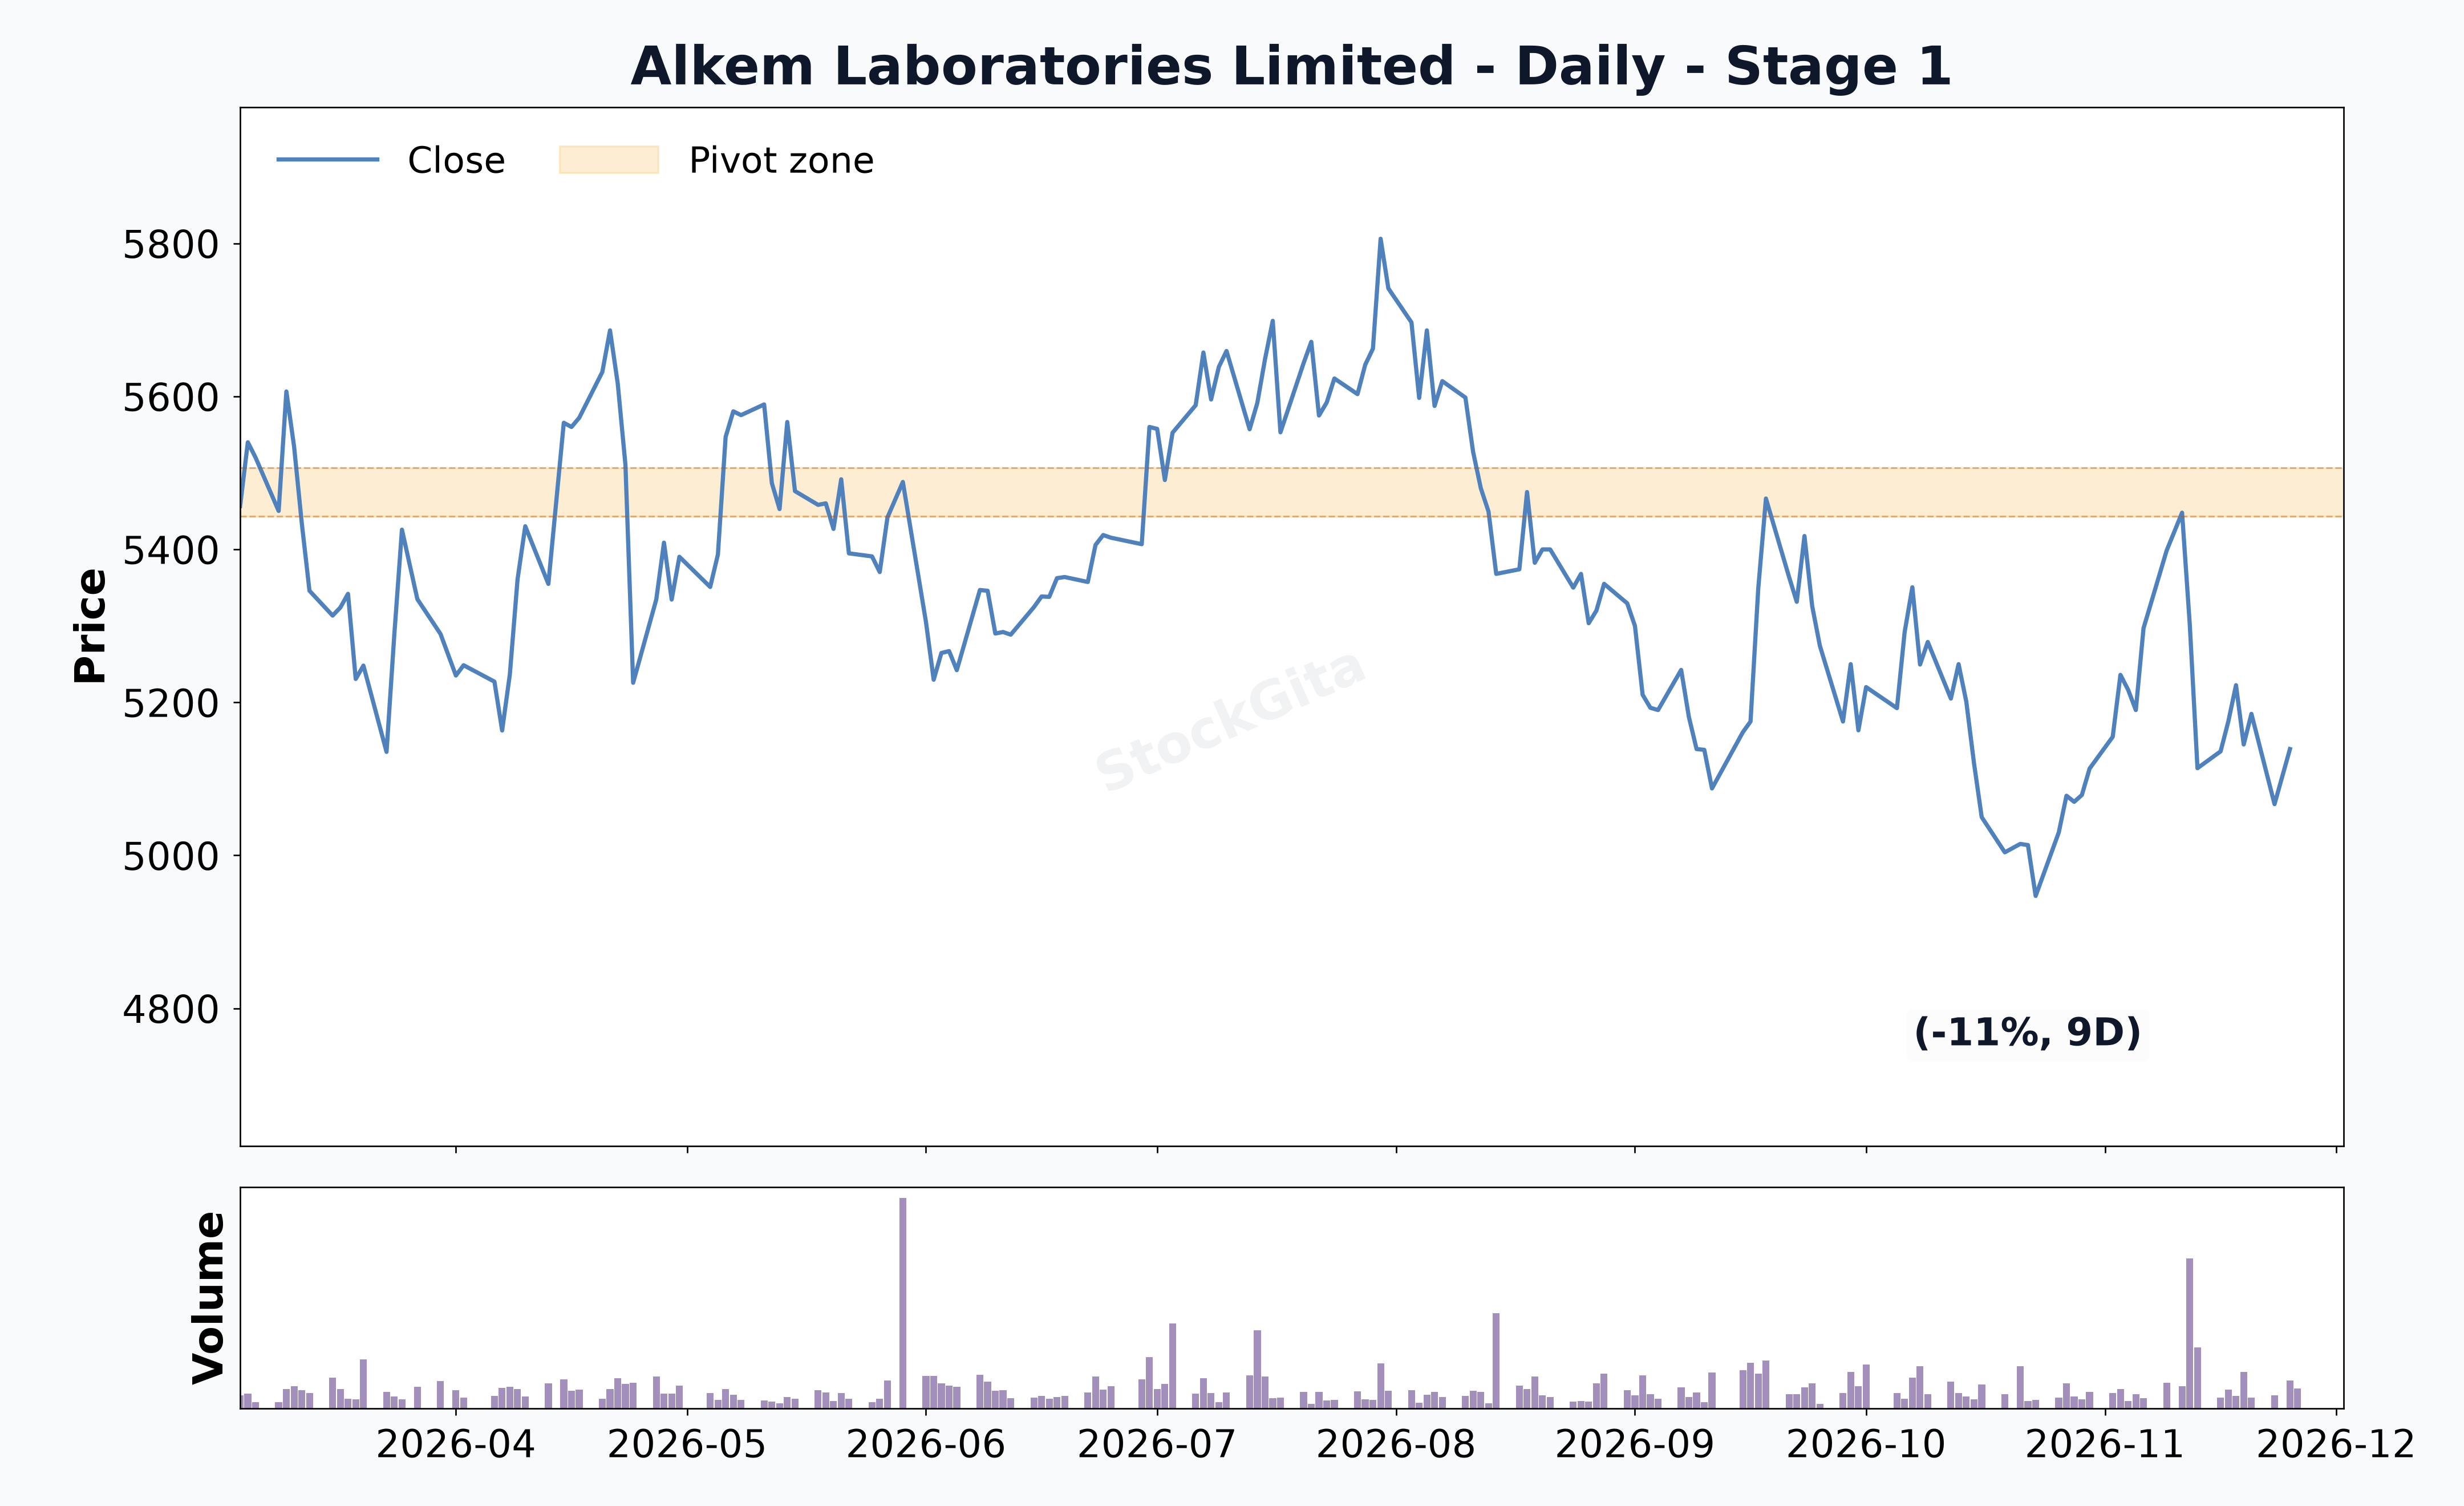 Alkem Laboratories Limited - Daily - Stage 1
Close
Pivot zone
5800
5600
5400
5200
5000
4800
Price
StockGita
(-11%, 9D)
Volume
2026-04
2026-05
2026-06
2026-07
2026-08
2026-09
2026-10
2026-11
2026-12